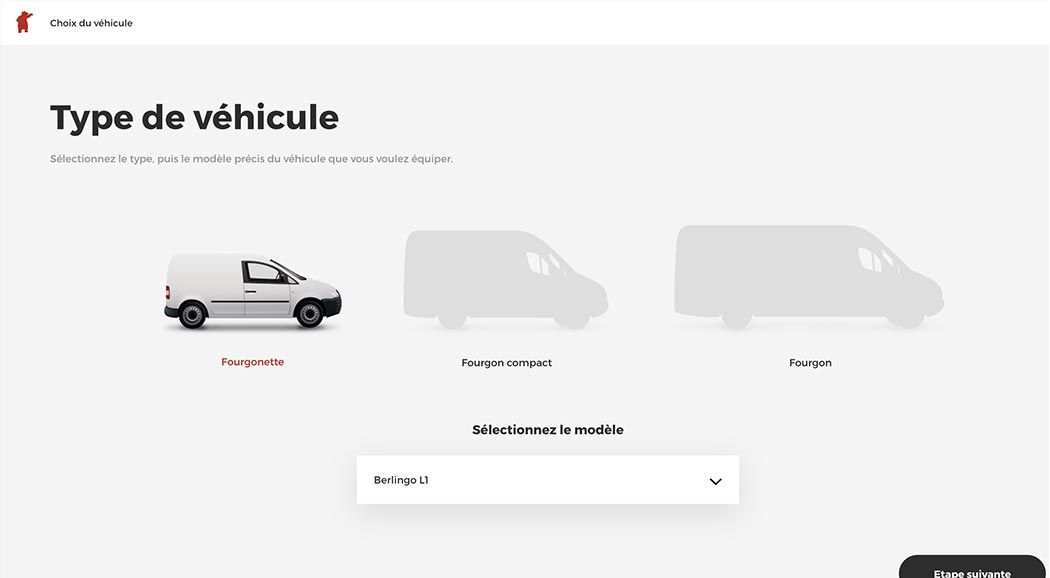 Choix du véhicule
Type de véhicule
Sélectionnez le type, puis le modèle précis du véhicule que vous voulez équiper.
Fourgonette
Fourgon compact
Fourgon
Sélectionnez le modèle
Berlingo L1
Etape suivante